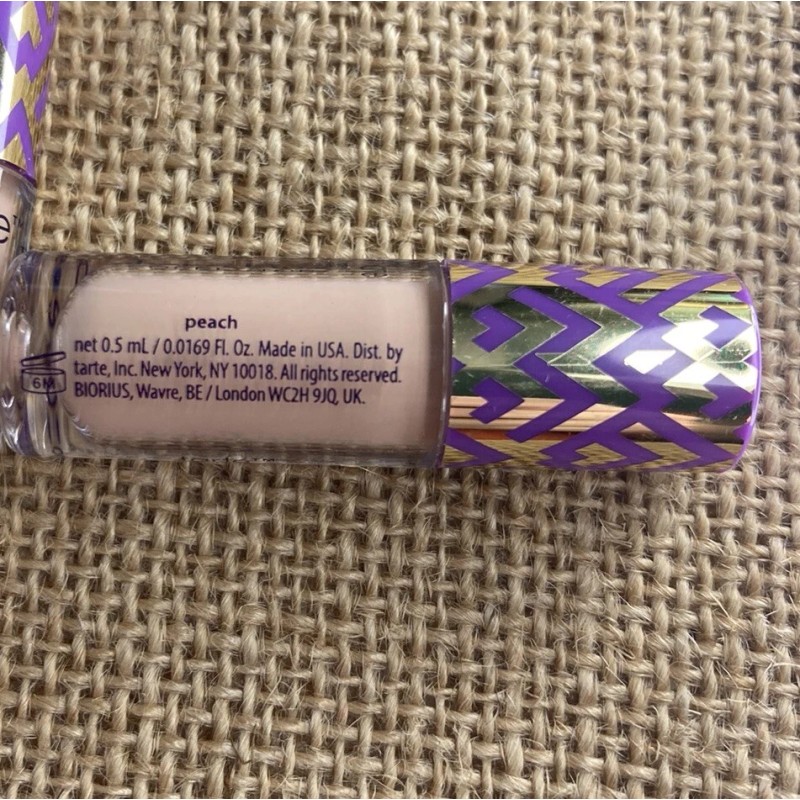 peach
net 0.5 mL / 0.0169 Fl. Oz. Made in USA. Dist. by
tarte, Inc. New York, NY 10018. All rights reserved.
BIORIUS, Wavre, BE / London WC2H 9JQ, UK.
6M
e